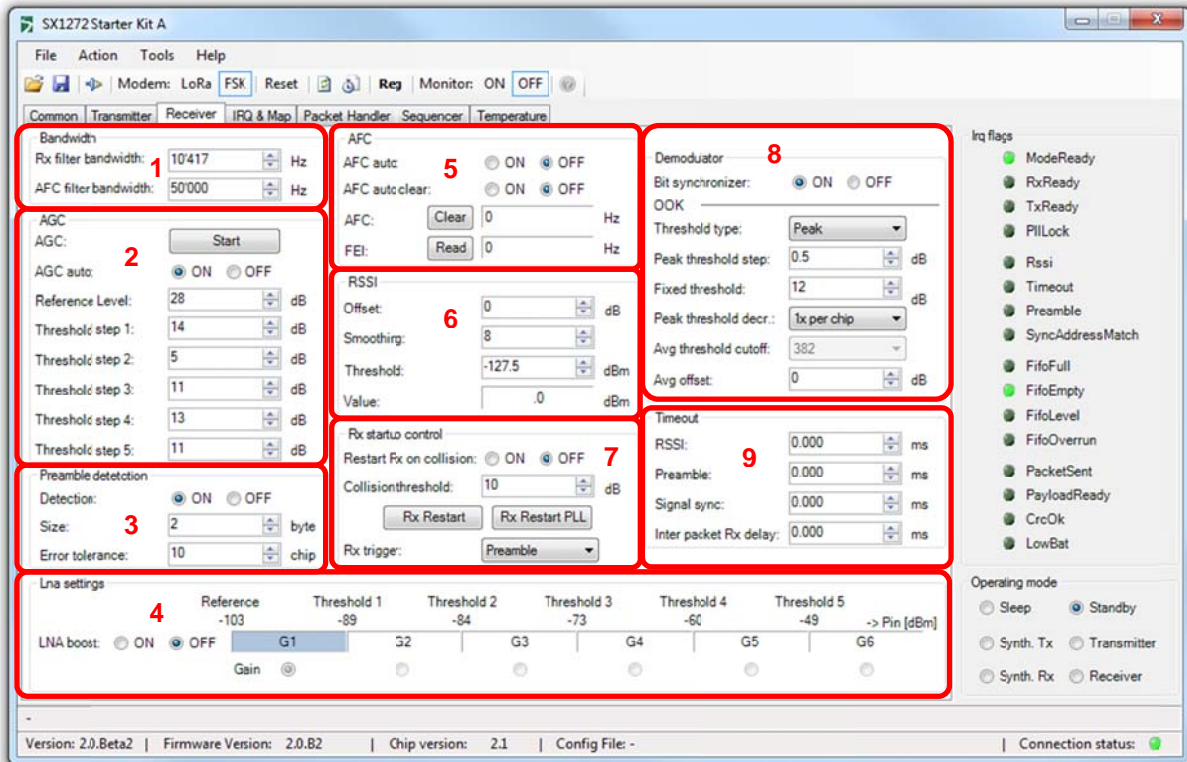 SX1272 Starter Kit A
File Action Tools Help
Modem: LoRa FSK Reset Reg Monitor: ON OFF
Common Transmitter Receiver IRQ & Map Packet Handler Sequencer Temperature
Bandwidth
1
Rx filter bandwidth: 10'417 Hz
AFC filter bandwidth: 50'000 Hz
AGC
2
AGC: Start
AGC auto: ON OFF
Reference Level: 28 dB
Threshold step 1: 14 dB
Threshold step 2: 5 dB
Threshold step 3: 11 dB
Threshold step 4: 13 dB
Threshold step 5: 11 dB
Preamble detetction
3
Detection: ON OFF
Size: 2 byte
Error tolerance: 10 chip
AFC
5
AFC auto: ON OFF
AFC autoclear: ON OFF
AFC: Clear 0 Hz
FEI: Read 0 Hz
RSSI
6
Offset: 0 dB
Smoothing: 8
Threshold: -127.5 dBm
Value: .0 dBm
Rx startup control
7
Restart Rx on collision: ON OFF
Collision threshold: 10 dB
Rx Restart Rx Restart PLL
Rx trigger: Preamble
8
Demoduator
Bit synchronizer: ON OFF
OOK
Threshold type: Peak
Peak threshold step: 0.5 dB
Fixed threshold: 12 dB
Peak threshold decr.: 1x per chip
Avg threshold cutoff: 382
Avg offset: 0 dB
Timeout
9
RSSI: 0.000 ms
Preamble: 0.000 ms
Signal sync: 0.000 ms
Inter packet Rx delay: 0.000 ms
Lna settings
4
Reference Threshold 1 Threshold 2 Threshold 3 Threshold 4 Threshold 5
-103 -89 -84 -73 -60 -49 -> Pin [dBm]
LNA boost: ON OFF G1 G2 G3 G4 G5 G6
Gain
Irq flags
ModeReady
RxReady
TxReady
PllLock
Rssi
Timeout
Preamble
SyncAddressMatch
FifoFull
FifoEmpty
FifoLevel
FifoOverrun
PacketSent
PayloadReady
CrcOk
LowBat
Operating mode
Sleep Standby
Synth. Tx Transmitter
Synth. Rx Receiver
-
Version: 2.0.Beta2 | Firmware Version: 2.0.B2 | Chip version: 2.1 | Config File: - | Connection status: